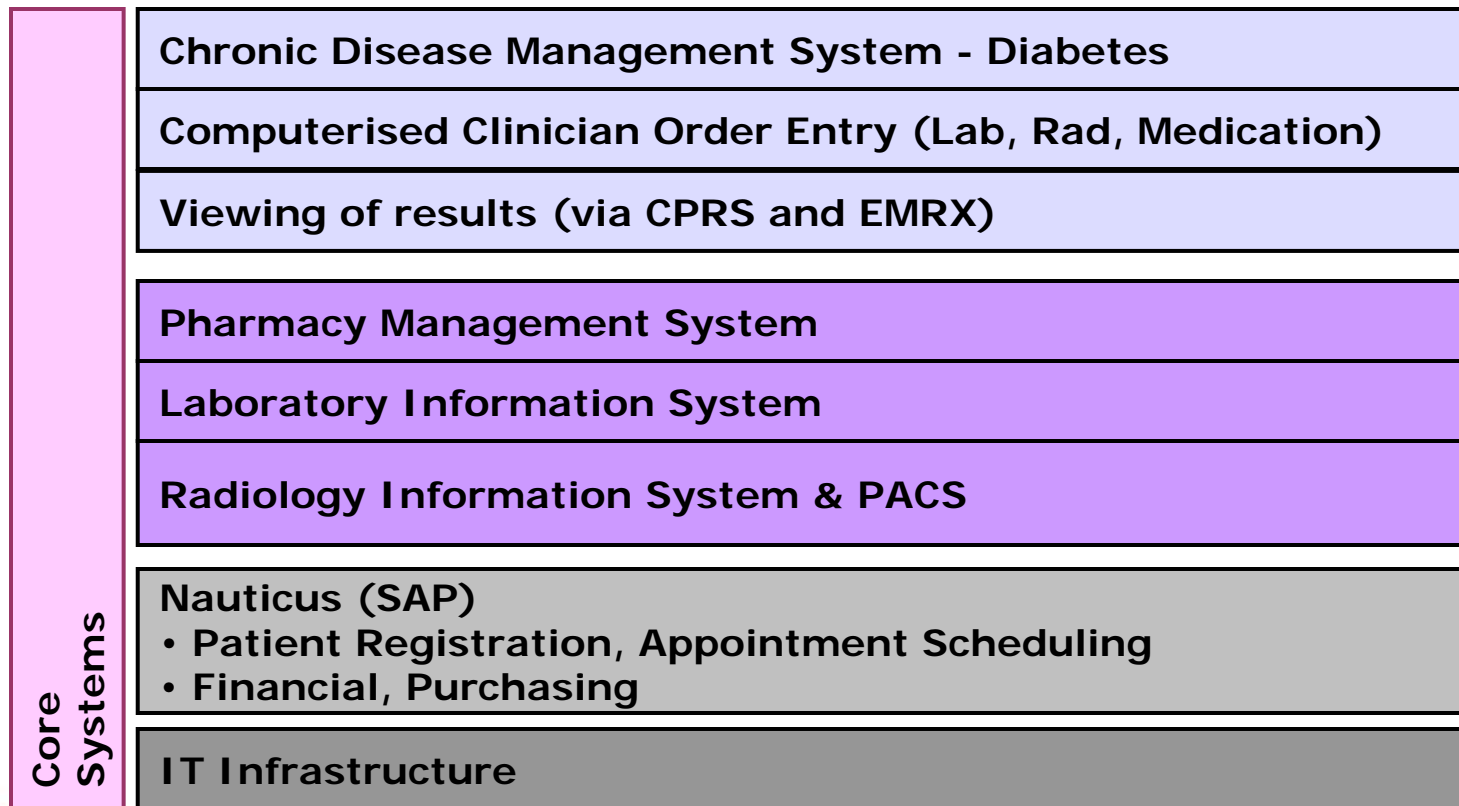 Chronic Disease Management System - Diabetes
Computerised Clinician Order Entry (Lab, Rad, Medication)
Viewing of results (via CPRS and EMRX)
Pharmacy Management System
Laboratory Information System
Radiology Information System & PACS
Nauticus (SAP)
• Patient Registration, Appointment Scheduling
• Financial, Purchasing
IT Infrastructure
Core
Systems